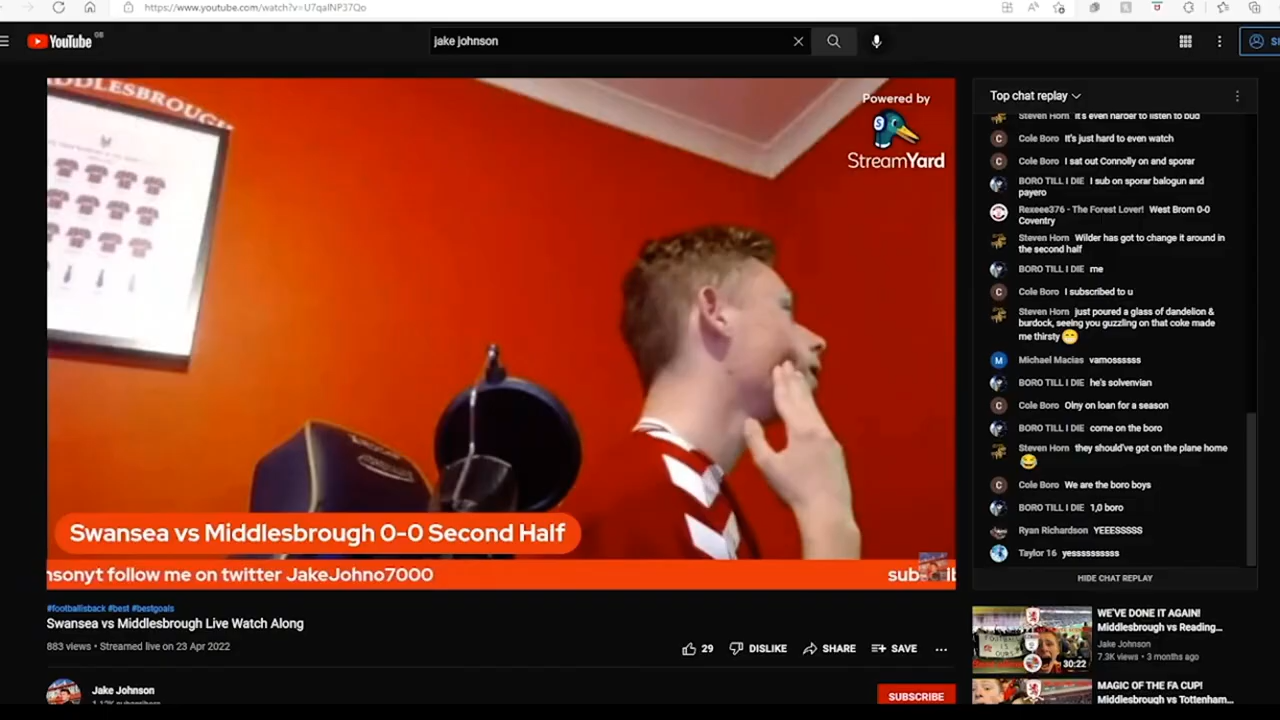 https://www.youtube.com/watch?v=U7qaINP37Qo
YouTube GB
jake johnson
DDLESBROUGH
Powered by
StreamYard
Swansea vs Middlesbrough 0-0 Second Half
nsonyt follow me on twitter JakeJohno7000
#footballisback #best #bestgoals
Swansea vs Middlesbrough Live Watch Along
883 views • Streamed live on 23 Apr 2022
29 DISLIKE SHARE SAVE
Jake Johnson
SUBSCRIBE
Top chat replay
Steven Horn It's even harder to listen to bud
Cole Boro It's just hard to even watch
Cole Boro I sat out Connolly on and sporar
BORO TILL I DIE I sub on sporar balogun and
payero
Rexeee376 - The Forest Lover! West Brom 0-0
Coventry
Steven Horn Wilder has got to change it around in
the second half
BORO TILL I DIE me
Cole Boro I subscribed to u
Steven Horn just poured a glass of dandelion &
burdock, seeing you guzzling on that coke made
me thirsty
Michael Macias vamosssss
BORO TILL I DIE he's solvenvian
Cole Boro Olny on loan for a season
BORO TILL I DIE come on the boro
Steven Horn they should've got on the plane home
Cole Boro We are the boro boys
BORO TILL I DIE 1,0 boro
Ryan Richardson YEEESSSSS
Taylor 16 yesssssssssss
HIDE CHAT REPLAY
WE'VE DONE IT AGAIN!
Middlesbrough vs Reading...
Jake Johnson
7.3K views • 3 months ago
30:22
MAGIC OF THE FA CUP!
Middlesbrough vs Tottenham...